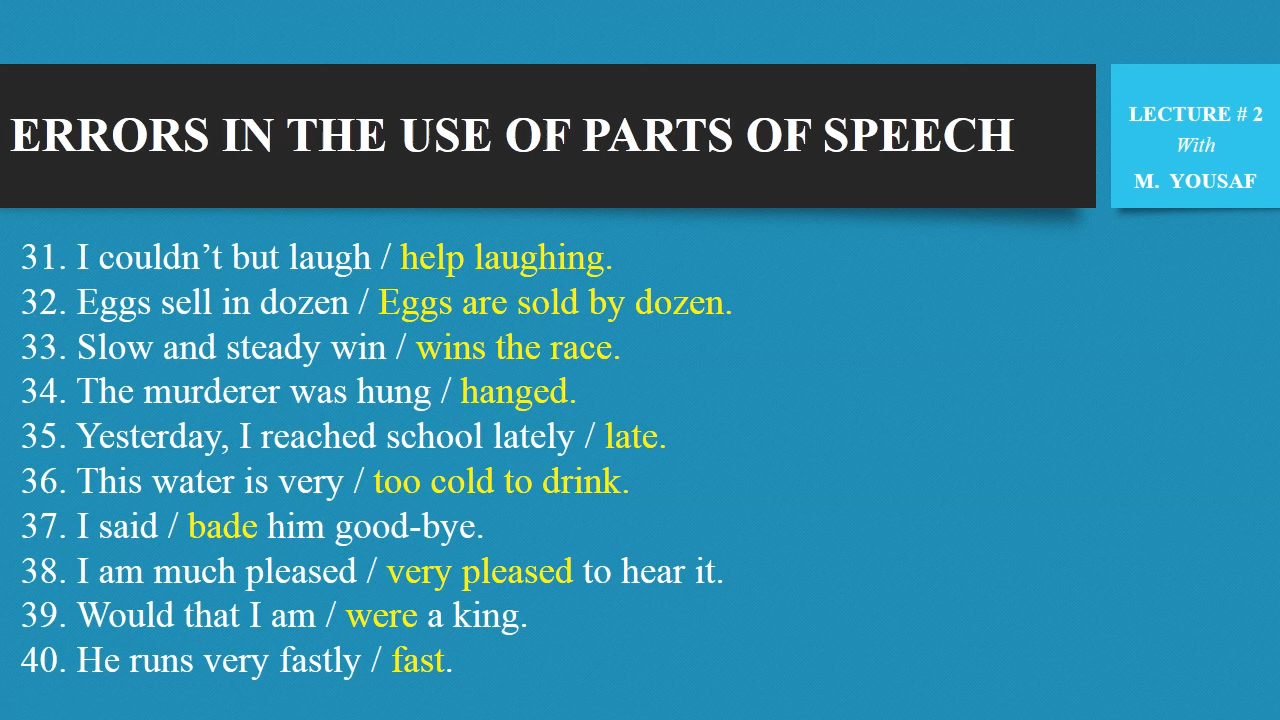 ERRORS IN THE USE OF PARTS OF SPEECH
LECTURE # 2
With
M. YOUSAF
31. I couldn’t but laugh / help laughing.
32. Eggs sell in dozen / Eggs are sold by dozen.
33. Slow and steady win / wins the race.
34. The murderer was hung / hanged.
35. Yesterday, I reached school lately / late.
36. This water is very / too cold to drink.
37. I said / bade him good-bye.
38. I am much pleased / very pleased to hear it.
39. Would that I am / were a king.
40. He runs very fastly / fast.